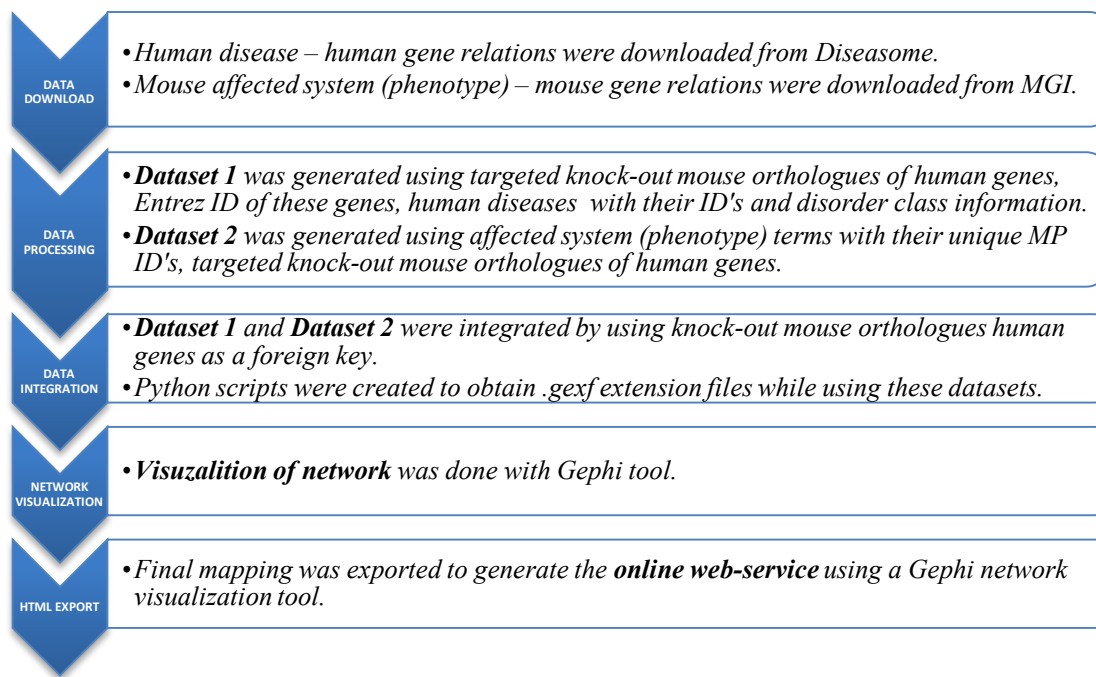 DATA
DOWNLOAD
•Human disease – human gene relations were downloaded from Diseasome.
•Mouse affected system (phenotype) – mouse gene relations were downloaded from MGI.
DATA
PROCESSING
•Dataset 1 was generated using targeted knock-out mouse orthologues of human genes,
Entrez ID of these genes, human diseases with their ID's and disorder class information.
•Dataset 2 was generated using affected system (phenotype) terms with their unique MP
ID's, targeted knock-out mouse orthologues of human genes.
DATA
INTEGRATION
•Dataset 1 and Dataset 2 were integrated by using knock-out mouse orthologues human
genes as a foreign key.
•Python scripts were created to obtain .gexf extension files while using these datasets.
NETWORK
VISUALIZATION
•Visuzalition of network was done with Gephi tool.
HTML EXPORT
•Final mapping was exported to generate the online web-service using a Gephi network
visualization tool.